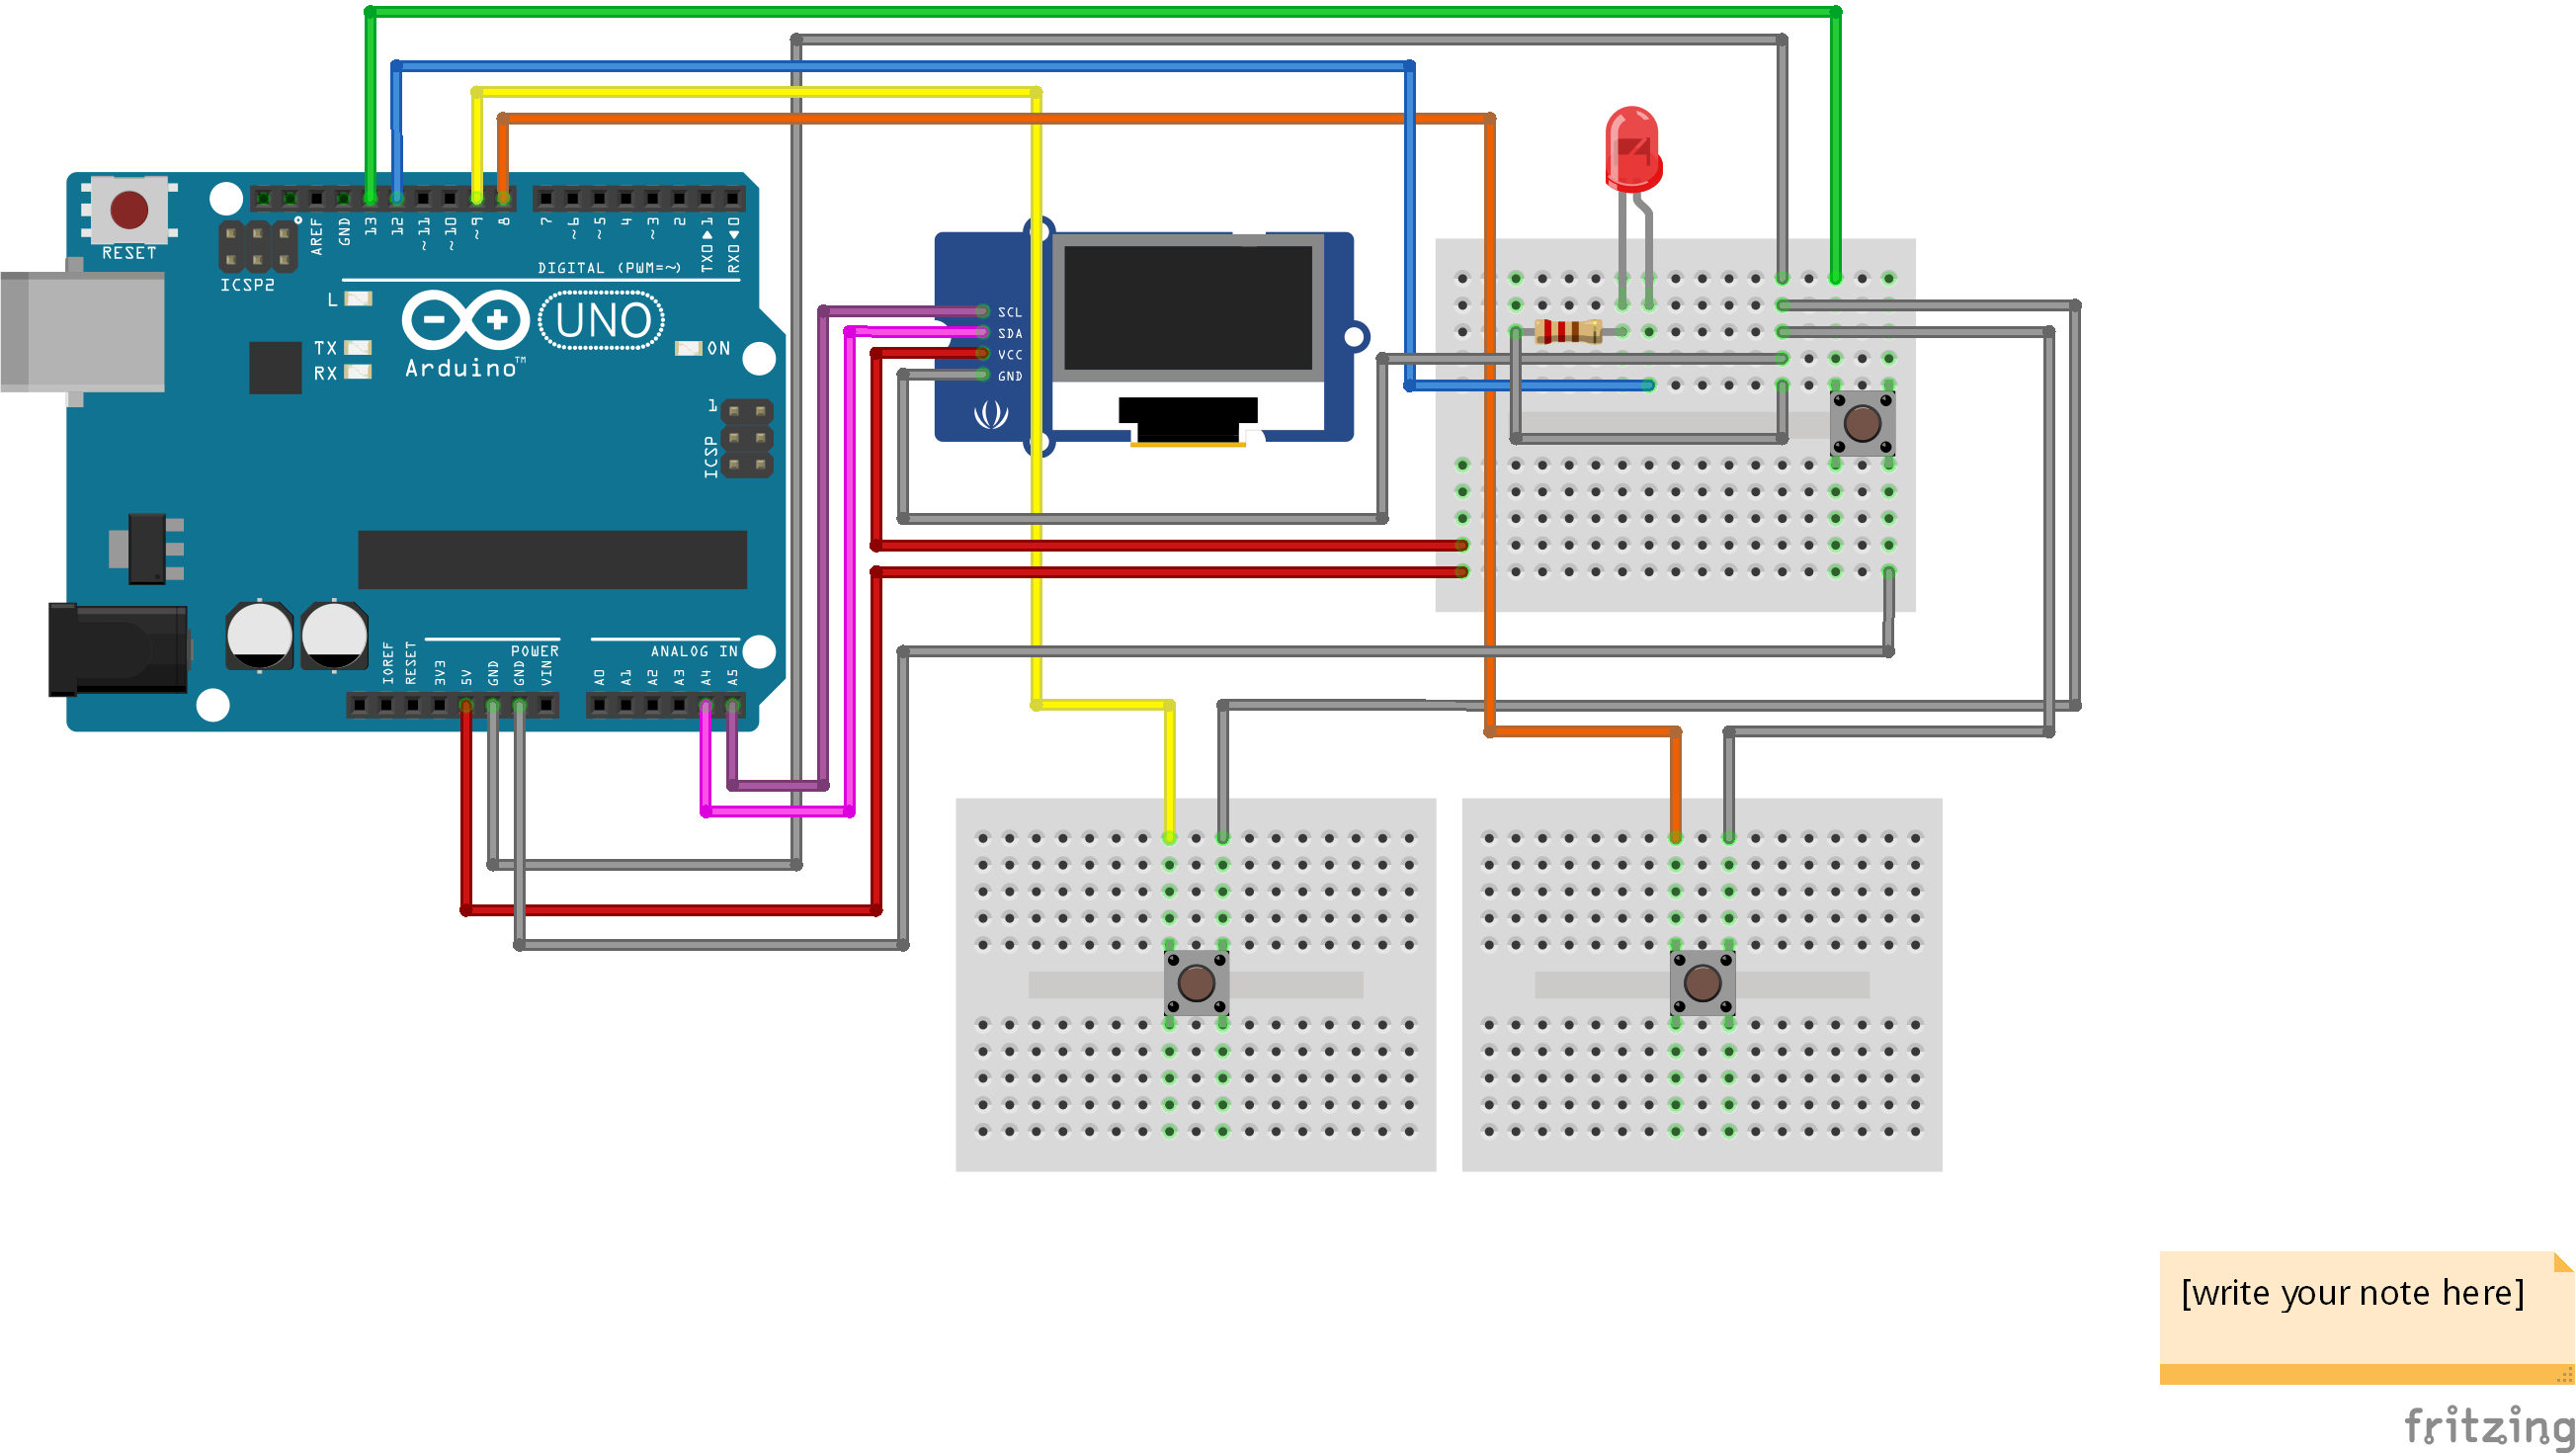 RESET
ICSP2
AREF
GND
13
12
~11
~10
~9
8
7
~6
~5
4
~3
2
TX0▶1
RX0◀0
DIGITAL (PWM=~)
L
TX
RX
Arduino™
UNO
ON
1
ICSP
SCL
SDA
VCC
GND
IOREF
RESET
3V3
5V
GND
GND
VIN
POWER
ANALOG IN
A0
A1
A2
A3
A4
A5
[write your note here]
fritzing